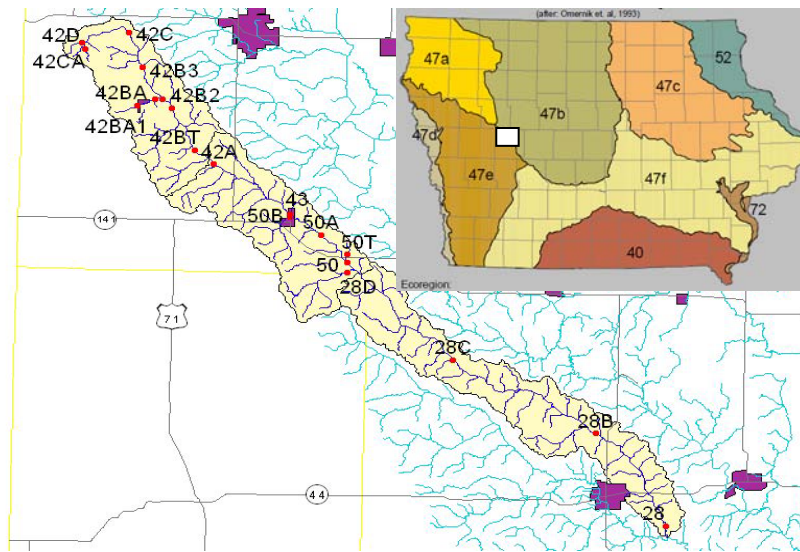 (after: Omernik et. al, 1993)
47a
47b
47c
52
47d
47e
47f
72
40
Ecoregion:
42D
42C
42CA
42B3
42BA
42B2
42BA1
42BT
42A
43
50B
50A
141
50T
50
28D
71
28C
28B
44
28